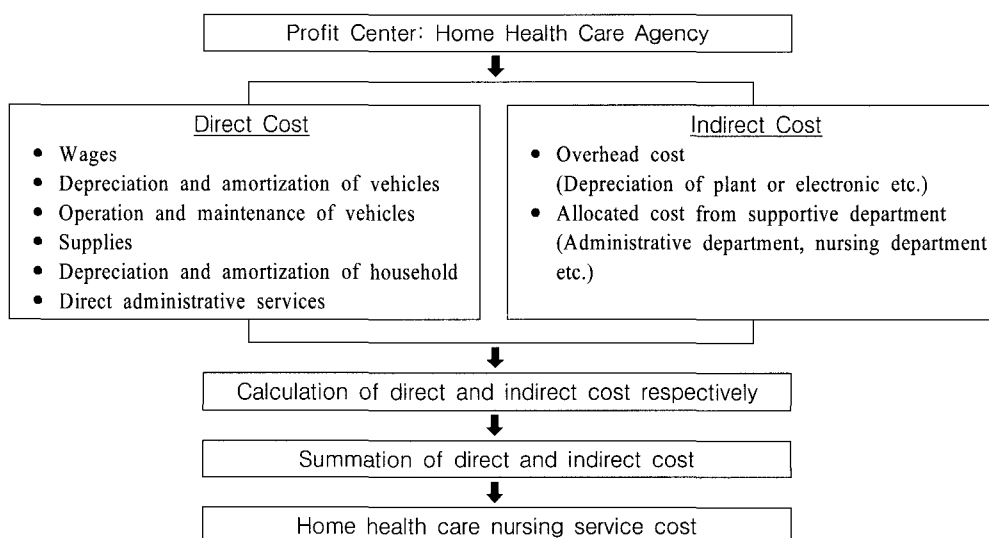 Profit Center: Home Health Care Agency
Direct Cost
• Wages
• Depreciation and amortization of vehicles
• Operation and maintenance of vehicles
• Supplies
• Depreciation and amortization of household
• Direct administrative services
Indirect Cost
• Overhead cost
(Depreciation of plant or electronic etc.)
• Allocated cost from supportive department
(Administrative department, nursing department
etc.)
Calculation of direct and indirect cost respectively
Summation of direct and indirect cost
Home health care nursing service cost